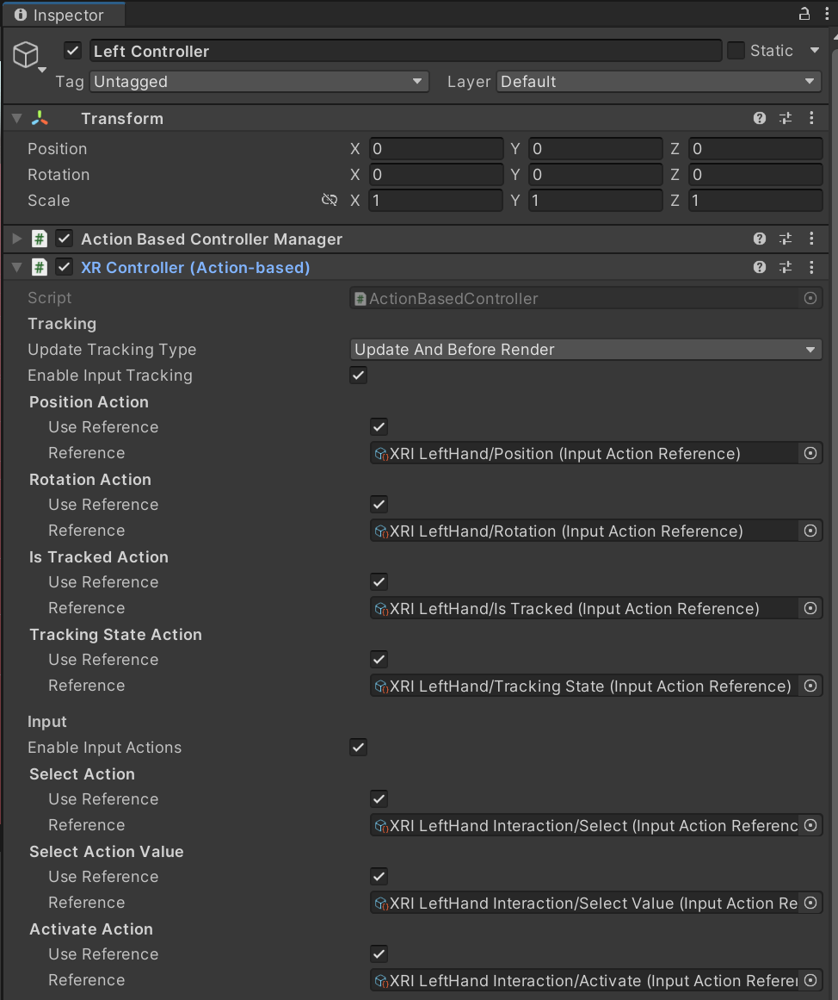 Inspector
Left Controller Static
Tag Untagged Layer Default
Transform
Position X 0 Y 0 Z 0
Rotation X 0 Y 0 Z 0
Scale X 1 Y 1 Z 1
# Action Based Controller Manager
# XR Controller (Action-based)
Script # ActionBasedController
Tracking
Update Tracking Type Update And Before Render
Enable Input Tracking
Position Action
Use Reference
Reference XRI LeftHand/Position (Input Action Reference)
Rotation Action
Use Reference
Reference XRI LeftHand/Rotation (Input Action Reference)
Is Tracked Action
Use Reference
Reference XRI LeftHand/Is Tracked (Input Action Reference)
Tracking State Action
Use Reference
Reference XRI LeftHand/Tracking State (Input Action Reference)
Input
Enable Input Actions
Select Action
Use Reference
Reference XRI LeftHand Interaction/Select (Input Action Referenc
Select Action Value
Use Reference
Reference XRI LeftHand Interaction/Select Value (Input Action Re
Activate Action
Use Reference
Reference XRI LeftHand Interaction/Activate (Input Action Referen